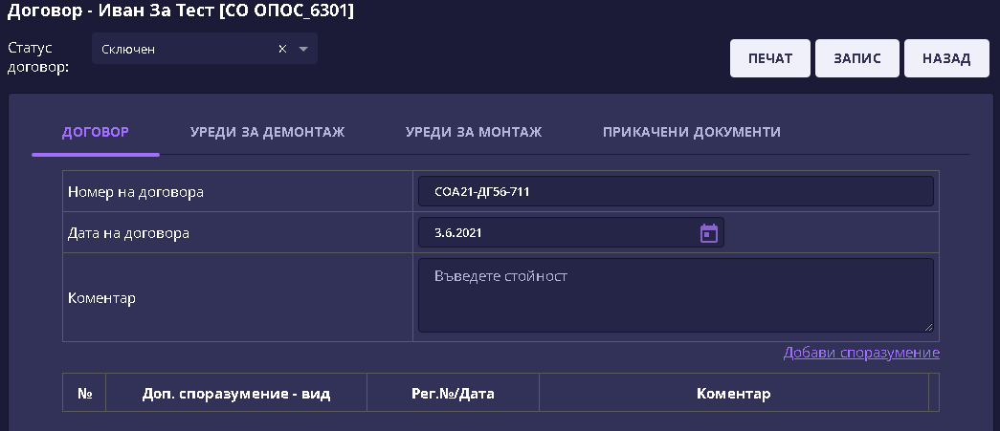 Договор - Иван За Тест [СО ОПОС_6301]
Статус договор:
Сключен
ПЕЧАТ ЗАПИС НАЗАД
ДОГОВОР УРЕДИ ЗА ДЕМОНТАЖ УРЕДИ ЗА МОНТАЖ ПРИКАЧЕНИ ДОКУМЕНТИ
Номер на договора СОА21-ДГ56-711
Дата на договора 3.6.2021
Коментар Въведете стойност
Добави споразумение
№ Доп. споразумение - вид Рег.№/Дата Коментар